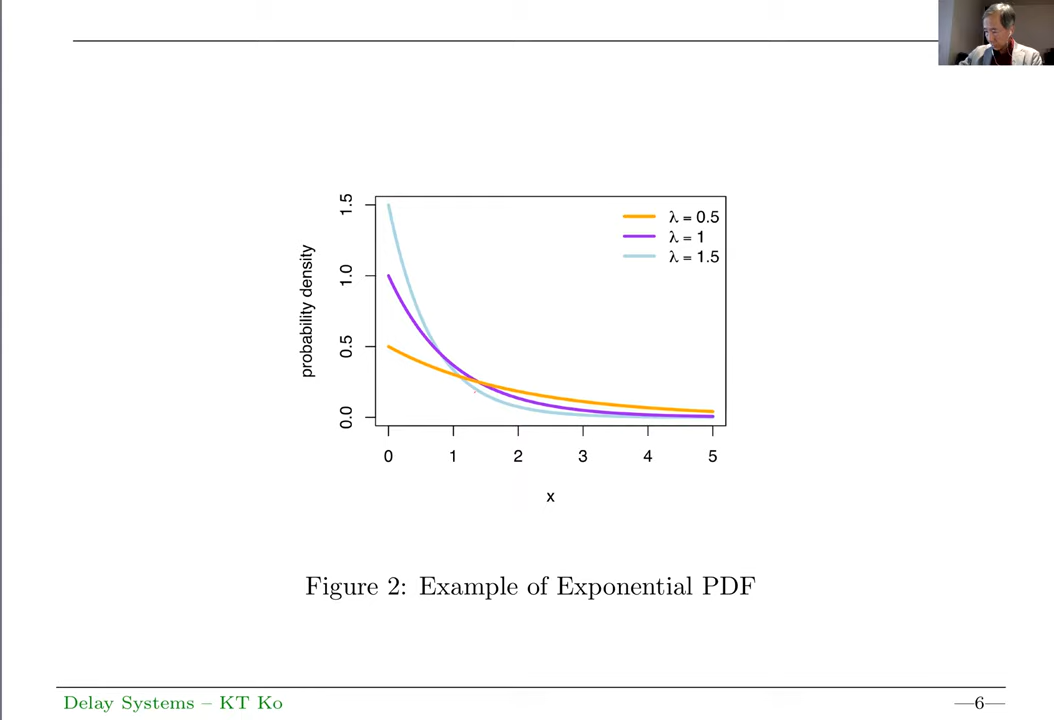 1.5
1.0
0.5
0.0
probability density
λ = 0.5
λ = 1
λ = 1.5
0 1 2 3 4 5
x
Figure 2: Example of Exponential PDF
Delay Systems – KT Ko
—6—